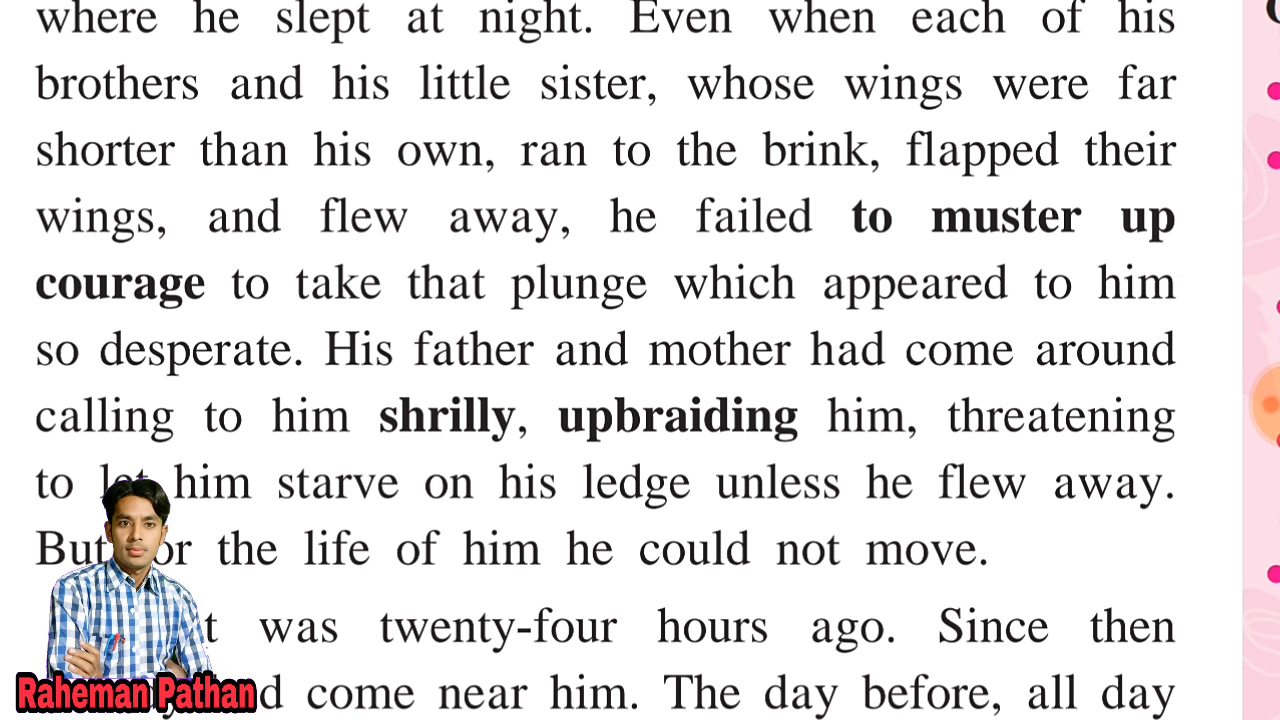 where he slept at night. Even when each of his
brothers and his little sister, whose wings were far
shorter than his own, ran to the brink, flapped their
wings, and flew away, he failed to muster up
courage to take that plunge which appeared to him
so desperate. His father and mother had come around
calling to him shrilly, upbraiding him, threatening
to let him starve on his ledge unless he flew away.
But for the life of him he could not move.
was twenty-four hours ago. Since then
come near him. The day before, all day
Raheman Pathan